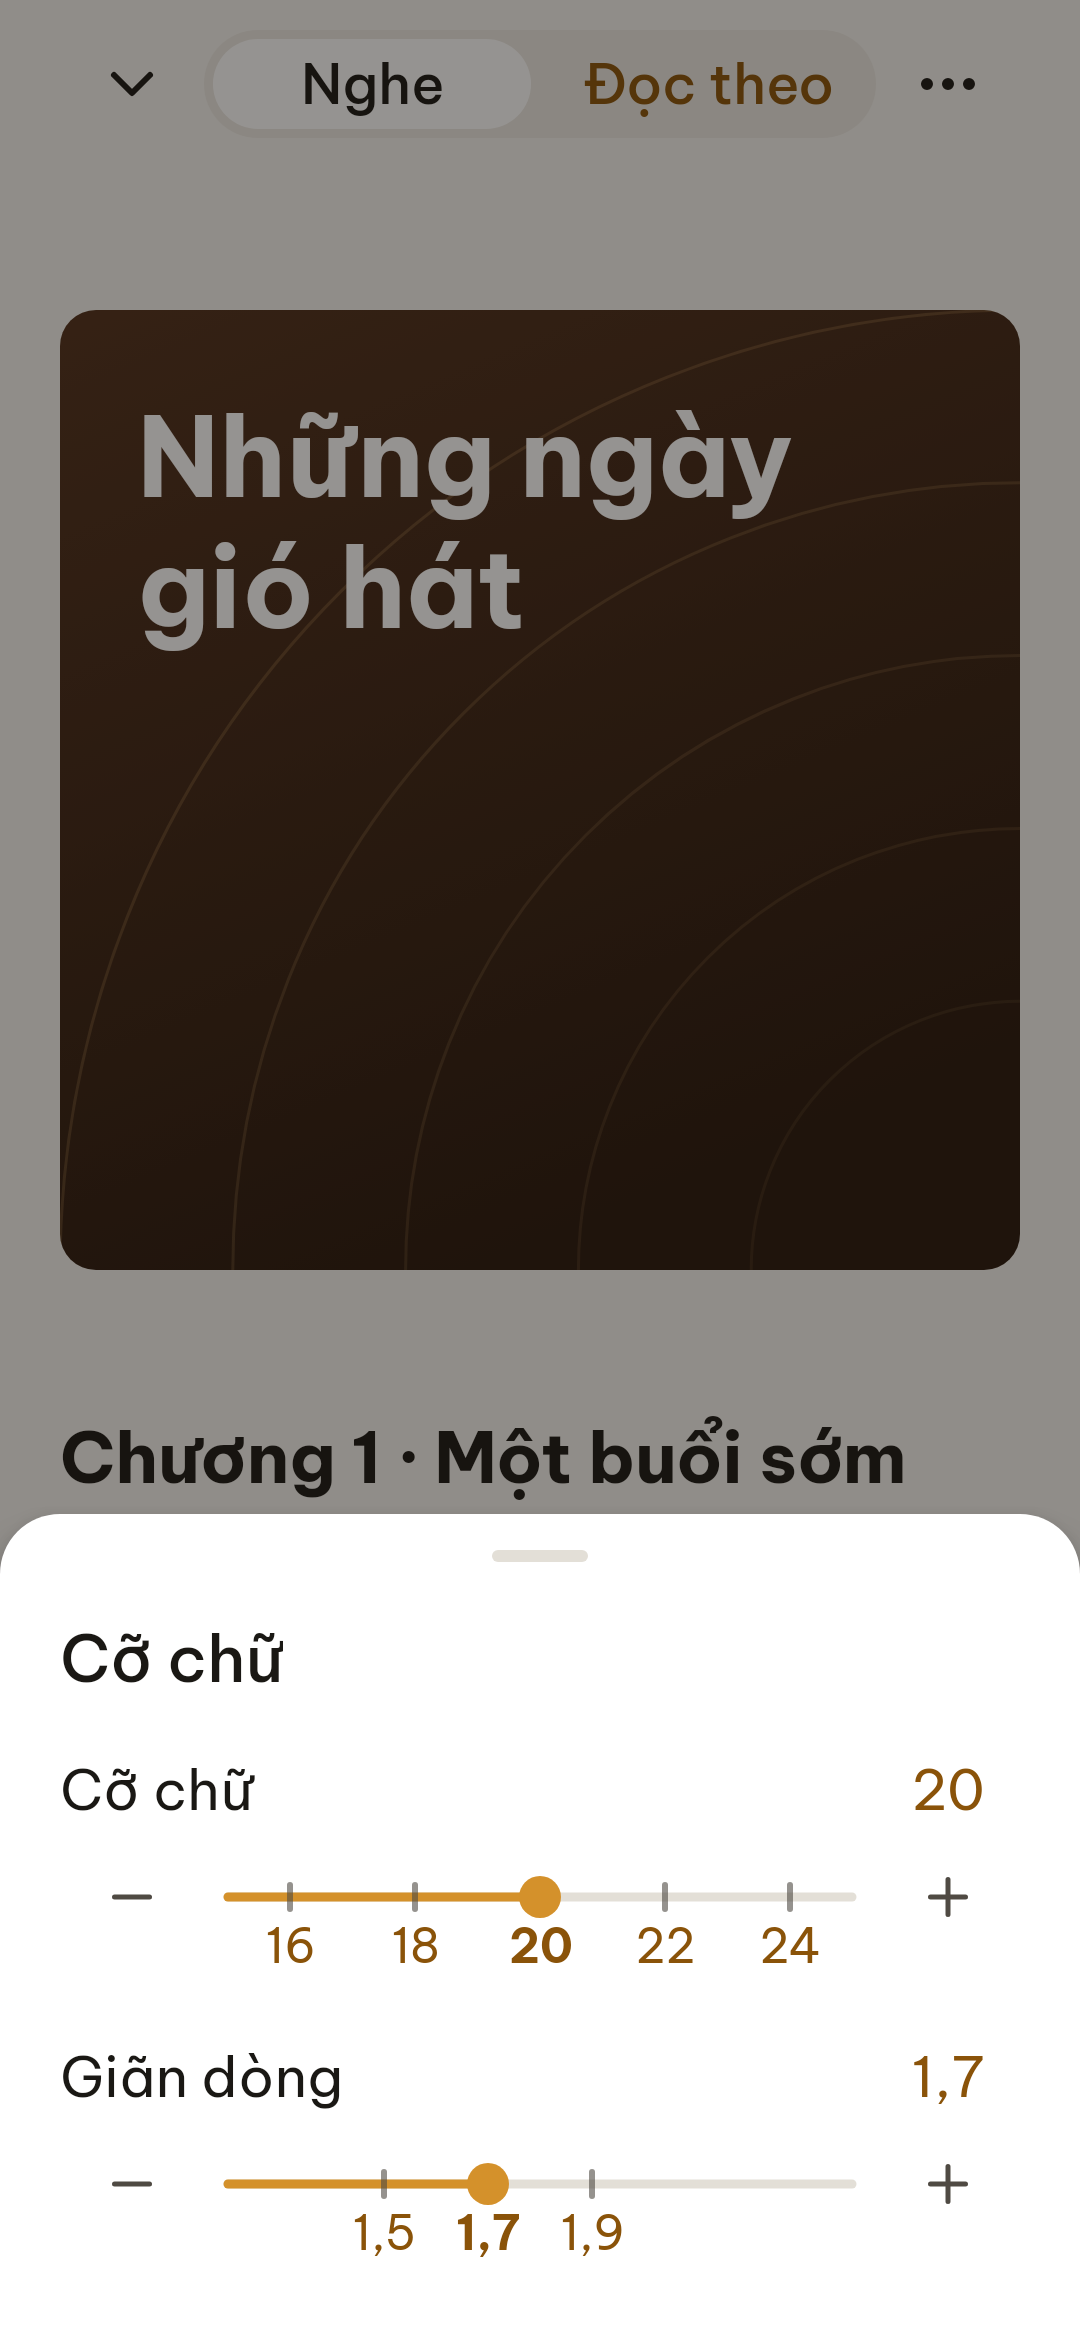 Nghe
Đọc theo
Những ngày
gió hát
Chương 1 · Một buổi sớm
Cỡ chữ
Cỡ chữ 20
16 18 20 22 24
Giãn dòng 1,7
1,5 1,7 1,9